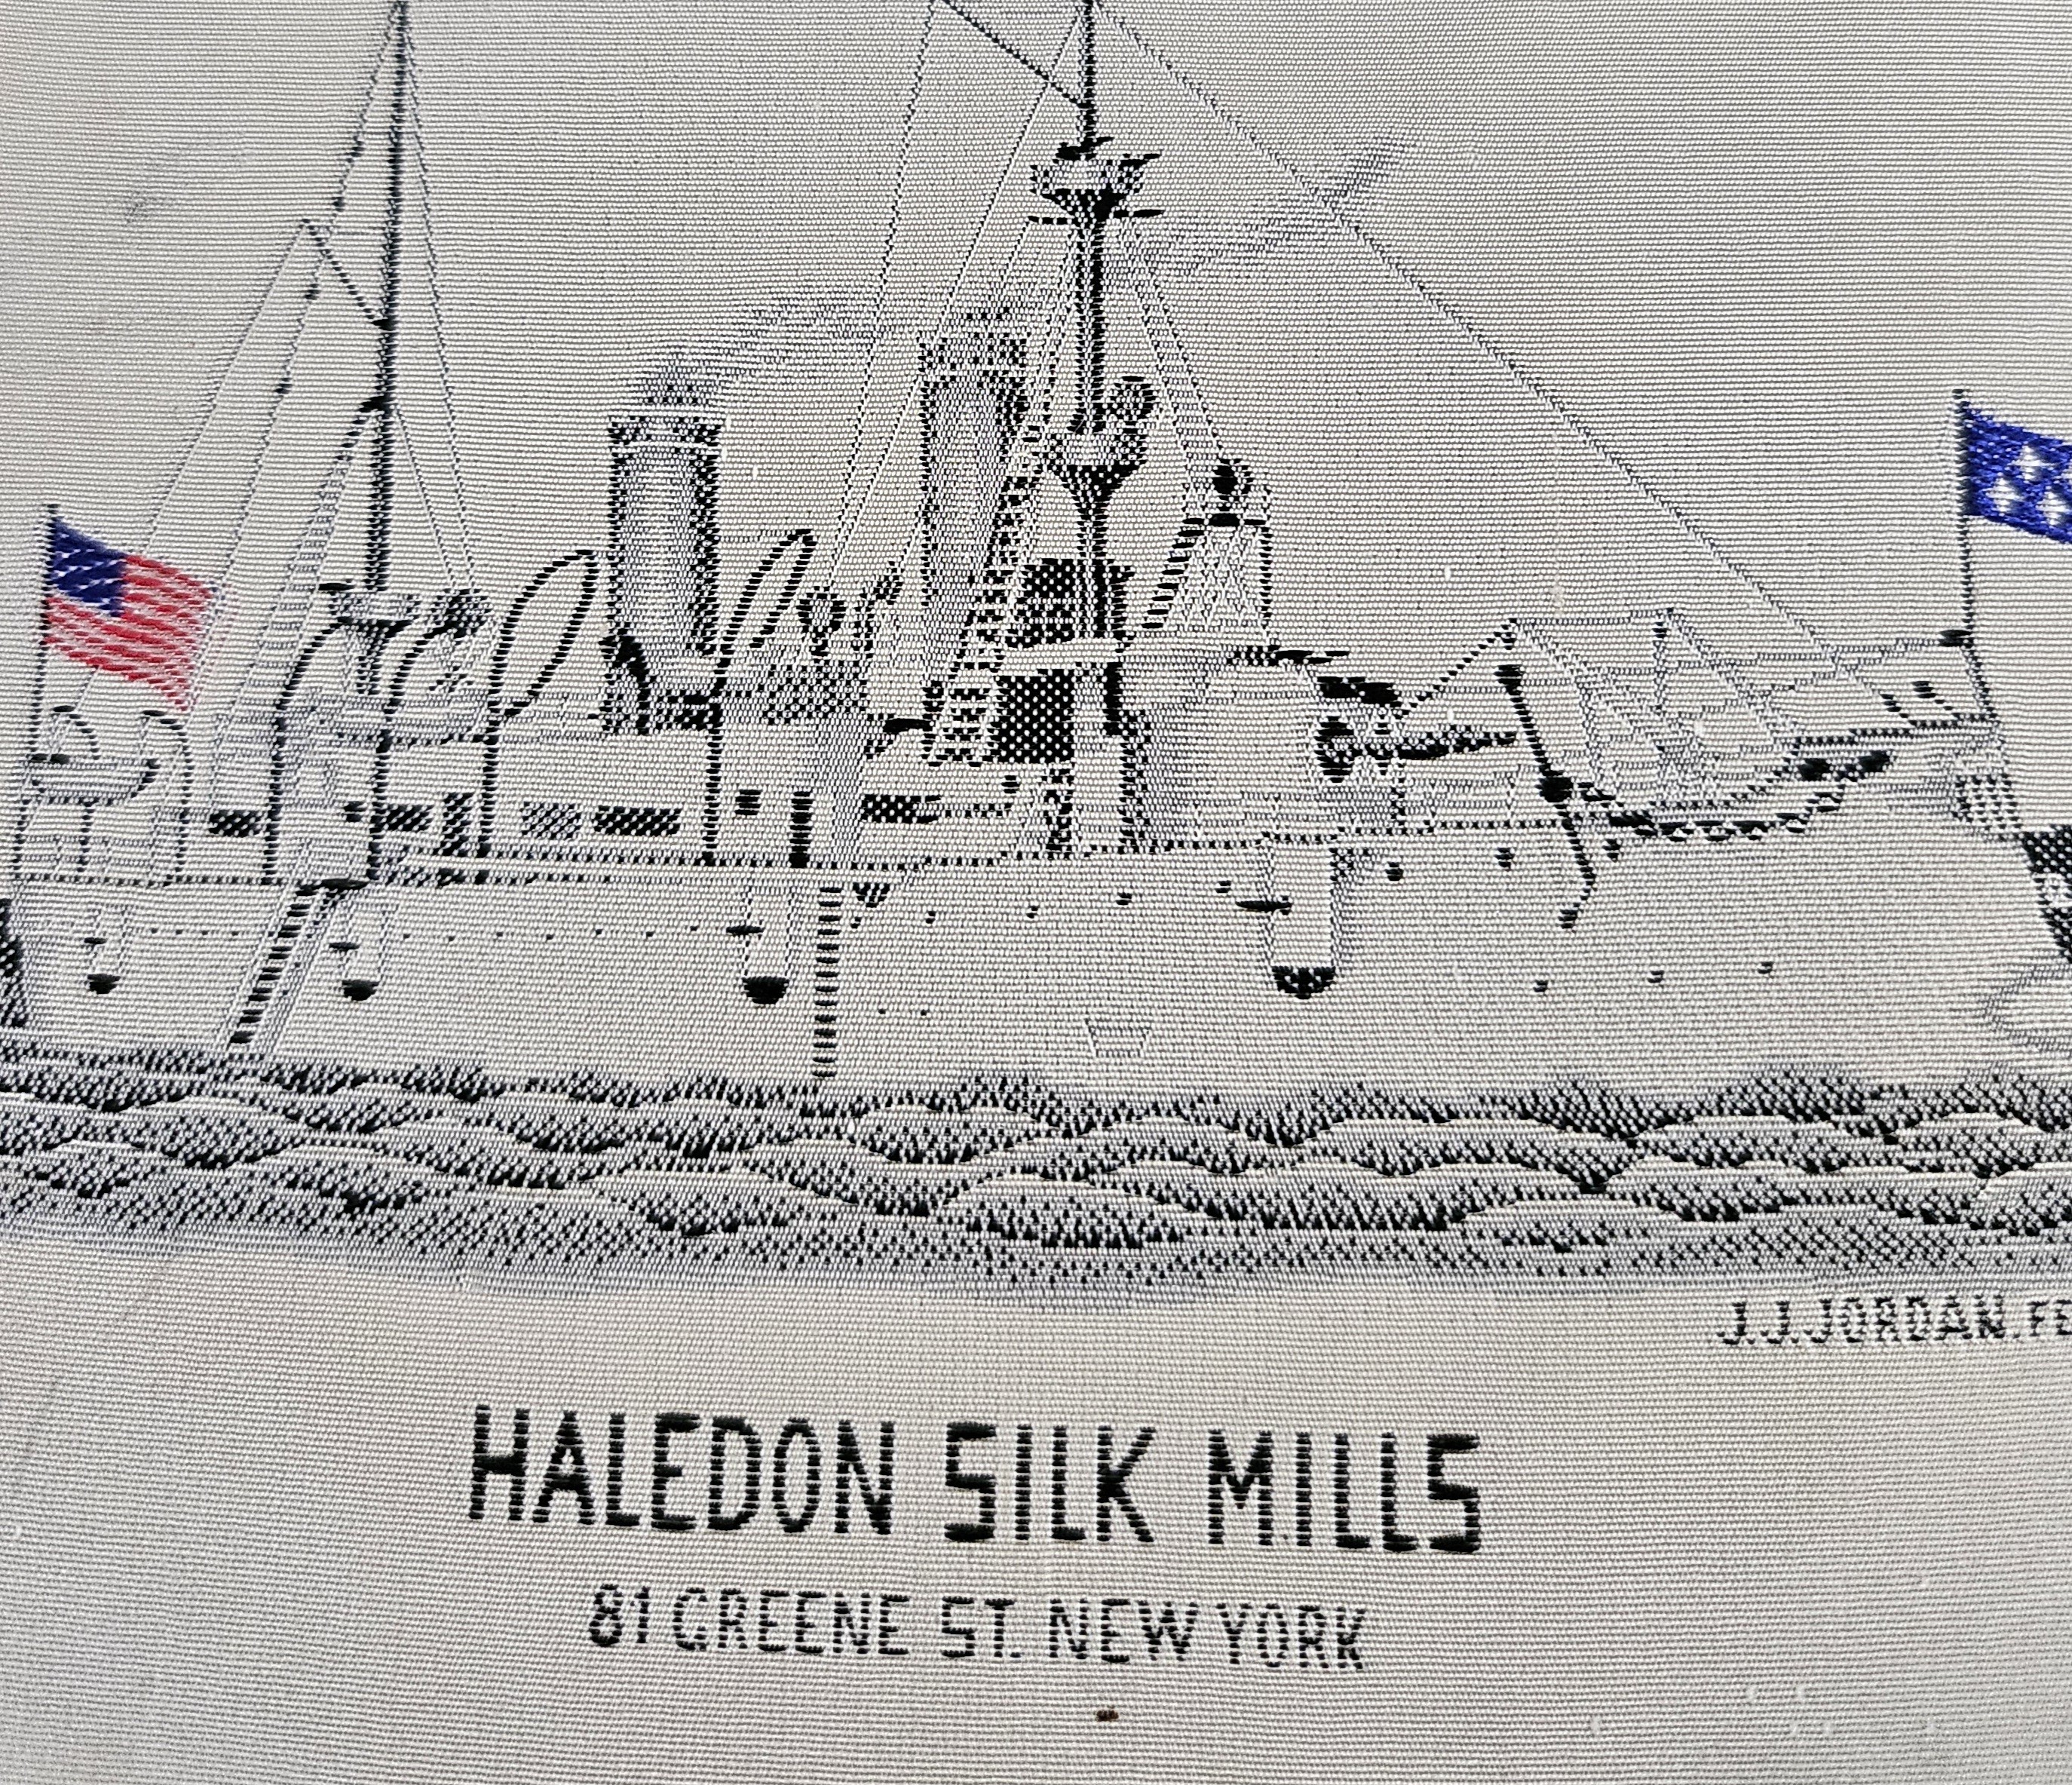 J.J.JORDAN.FE
HALEDON SILK MILLS
81 GREENE ST. NEW YORK